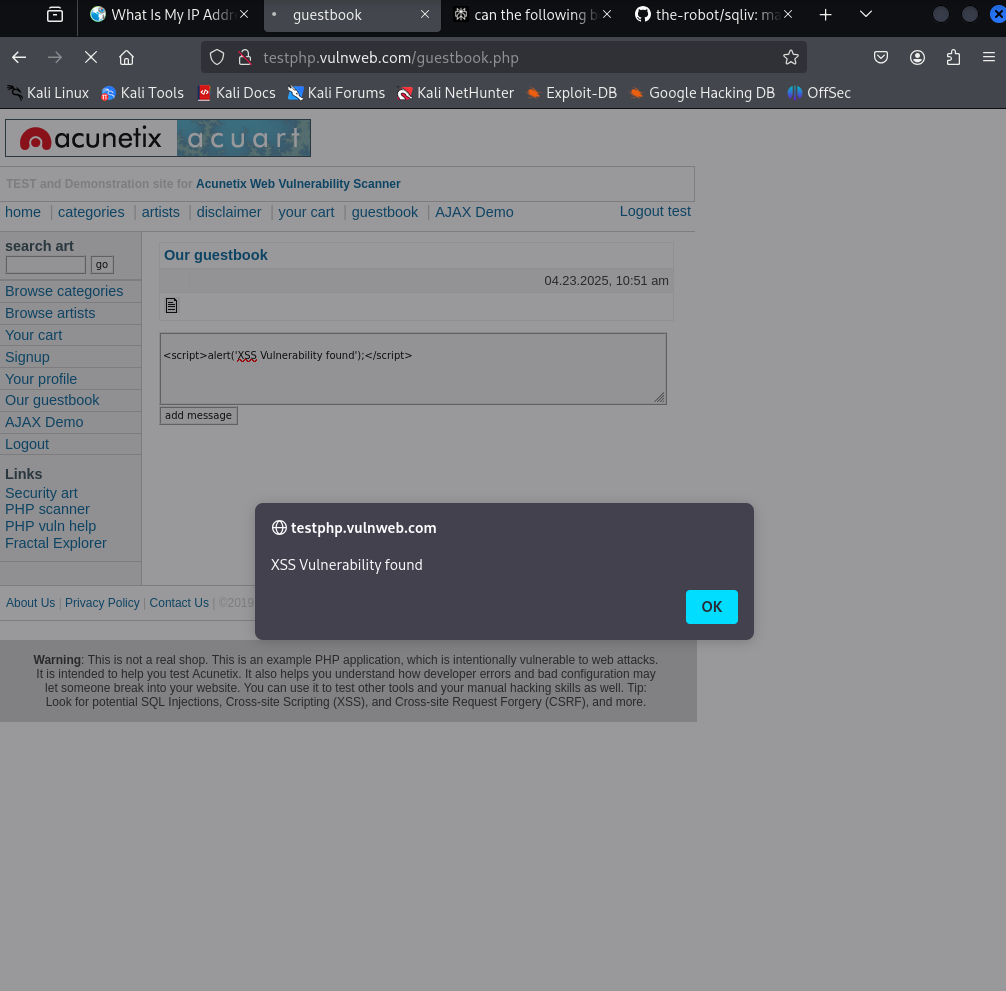 What Is My IP Addr
guestbook
can the following b
the-robot/sqliv: ma
testphp.vulnweb.com/guestbook.php
Kali Linux Kali Tools Kali Docs Kali Forums Kali NetHunter Exploit-DB Google Hacking DB OffSec
acunetix acuart
TEST and Demonstration site for Acunetix Web Vulnerability Scanner
home | categories | artists | disclaimer | your cart | guestbook | AJAX Demo Logout test
search art
go
Browse categories
Browse artists
Your cart
Signup
Your profile
Our guestbook
AJAX Demo
Logout
Links
Security art
PHP scanner
PHP vuln help
Fractal Explorer
Our guestbook
04.23.2025, 10:51 am
<script>alert('XSS Vulnerability found');</script>
add message
testphp.vulnweb.com
XSS Vulnerability found
OK
About Us | Privacy Policy | Contact Us | ©2019
Warning: This is not a real shop. This is an example PHP application, which is intentionally vulnerable to web attacks.
It is intended to help you test Acunetix. It also helps you understand how developer errors and bad configuration may
let someone break into your website. You can use it to test other tools and your manual hacking skills as well. Tip:
Look for potential SQL Injections, Cross-site Scripting (XSS), and Cross-site Request Forgery (CSRF), and more.